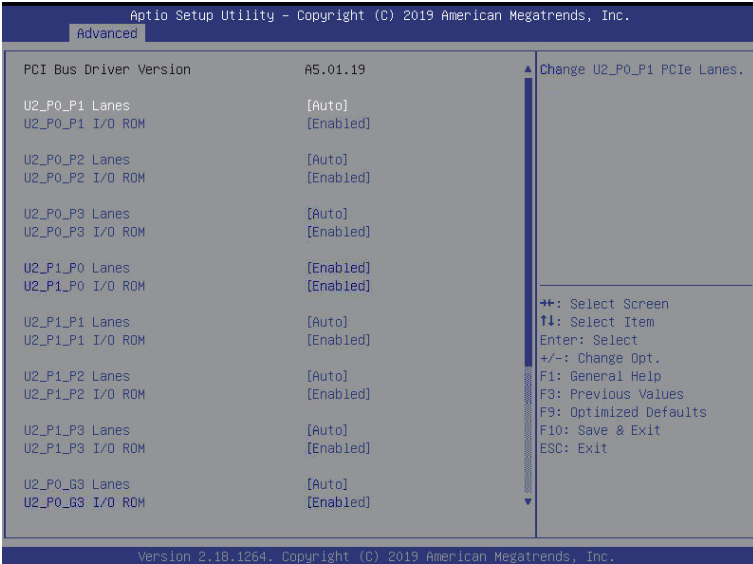 Aptio Setup Utility – Copyright (C) 2019 American Megatrends, Inc.
Advanced
PCI Bus Driver Version A5.01.19
U2_P0_P1 Lanes [Auto]
U2_P0_P1 I/O ROM [Enabled]
U2_P0_P2 Lanes [Auto]
U2_P0_P2 I/O ROM [Enabled]
U2_P0_P3 Lanes [Auto]
U2_P0_P3 I/O ROM [Enabled]
U2_P1_P0 Lanes [Enabled]
U2_P1_P0 I/O ROM [Enabled]
U2_P1_P1 Lanes [Auto]
U2_P1_P1 I/O ROM [Enabled]
U2_P1_P2 Lanes [Auto]
U2_P1_P2 I/O ROM [Enabled]
U2_P1_P3 Lanes [Auto]
U2_P1_P3 I/O ROM [Enabled]
U2_P0_G3 Lanes [Auto]
U2_P0_G3 I/O ROM [Enabled]
Change U2_P0_P1 PCIe Lanes.
→←: Select Screen
↑↓: Select Item
Enter: Select
+/-: Change Opt.
F1: General Help
F3: Previous Values
F9: Optimized Defaults
F10: Save & Exit
ESC: Exit
Version 2.18.1264. Copyright (C) 2019 American Megatrends, Inc.